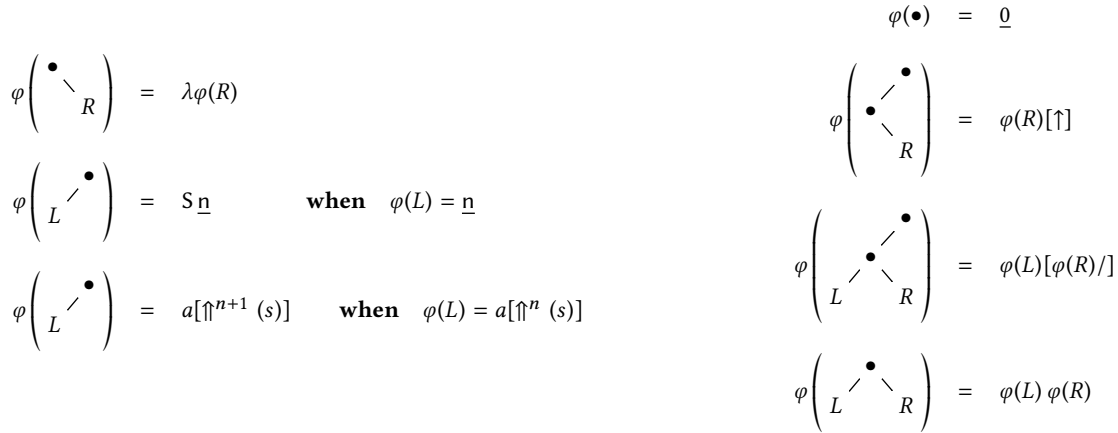 φ(•) = 0̲
φ( • \ R ) = λφ(R)
φ( • / • \ R ) = φ(R)[↑]
φ( L / • ) = S n̲ when φ(L) = n̲
φ( • / • L / \ R ) = φ(L)[φ(R)/]
φ( L / • ) = a[⇑ⁿ⁺¹ (s)] when φ(L) = a[⇑ⁿ (s)]
φ( L / • \ R ) = φ(L) φ(R)